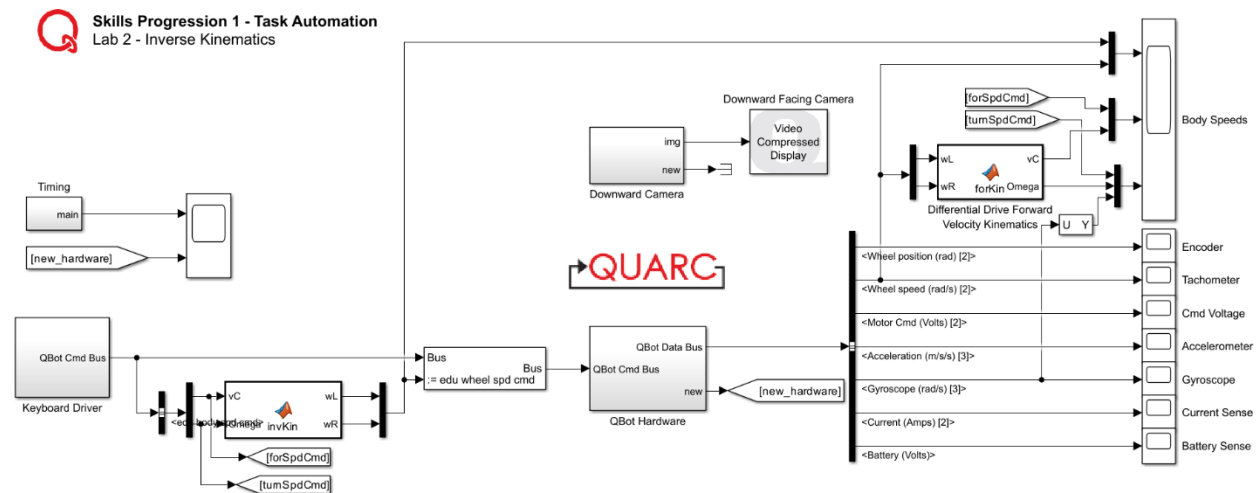 Skills Progression 1 - Task Automation
Lab 2 - Inverse Kinematics
Timing
main
[new_hardware]
Downward Facing Camera
img
new
Video
Compressed
Display
Downward Camera
[forSpdCmd]
[turnSpdCmd]
wL
wR
vC
Omega
forKin
Differential Drive Forward
Velocity Kinematics
U Y
Body Speeds
QUARC
<Wheel position (rad) [2]>
<Wheel speed (rad/s) [2]>
<Motor Cmd (Volts) [2]>
<Acceleration (m/s/s) [3]>
<Gyroscope (rad/s) [3]>
<Current (Amps) [2]>
<Battery (Volts)>
Encoder
Tachometer
Cmd Voltage
Accelerometer
Gyroscope
Current Sense
Battery Sense
QBot Cmd Bus
Keyboard Driver
vC
Omega
wL
wR
invKin
[forSpdCmd]
[turnSpdCmd]
Bus
:= edu wheel spd cmd
Bus
QBot Cmd Bus
QBot Data Bus
new
QBot Hardware
[new_hardware]